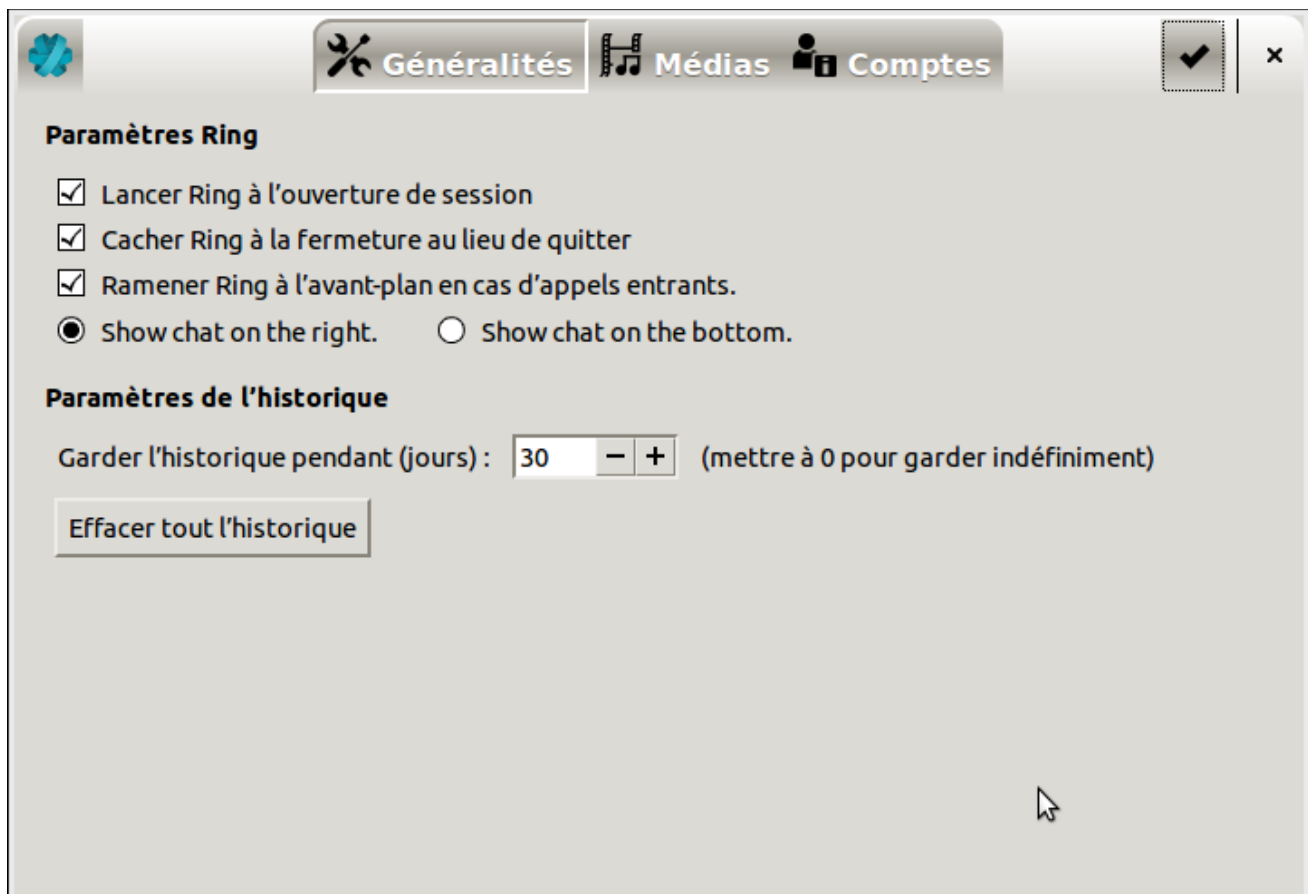 Généralités Médias Comptes
Paramètres Ring
Lancer Ring à l'ouverture de session
Cacher Ring à la fermeture au lieu de quitter
Ramener Ring à l'avant-plan en cas d'appels entrants.
Show chat on the right. Show chat on the bottom.
Paramètres de l'historique
Garder l'historique pendant (jours) : 30 − + (mettre à 0 pour garder indéfiniment)
Effacer tout l'historique